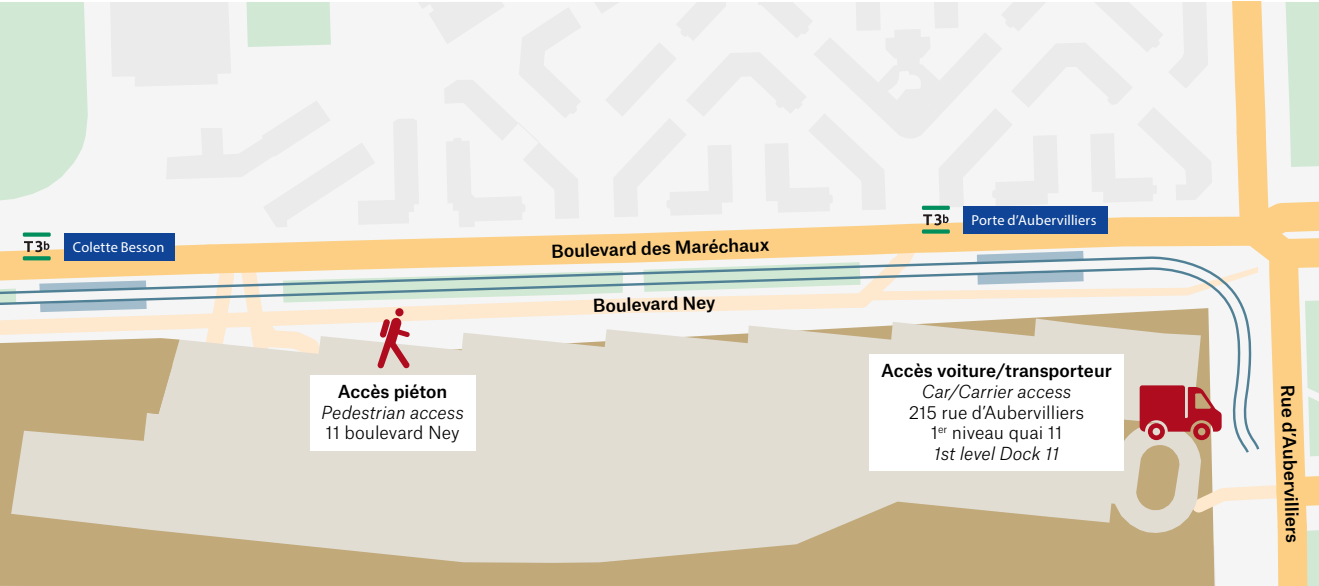 T3b Colette Besson
T3b Porte d'Aubervilliers
Boulevard des Maréchaux
Boulevard Ney
Accès piéton
Pedestrian access
11 boulevard Ney
Accès voiture/transporteur
Car/Carrier access
215 rue d'Aubervilliers
1er niveau quai 11
1st level Dock 11
Rue d'Aubervilliers